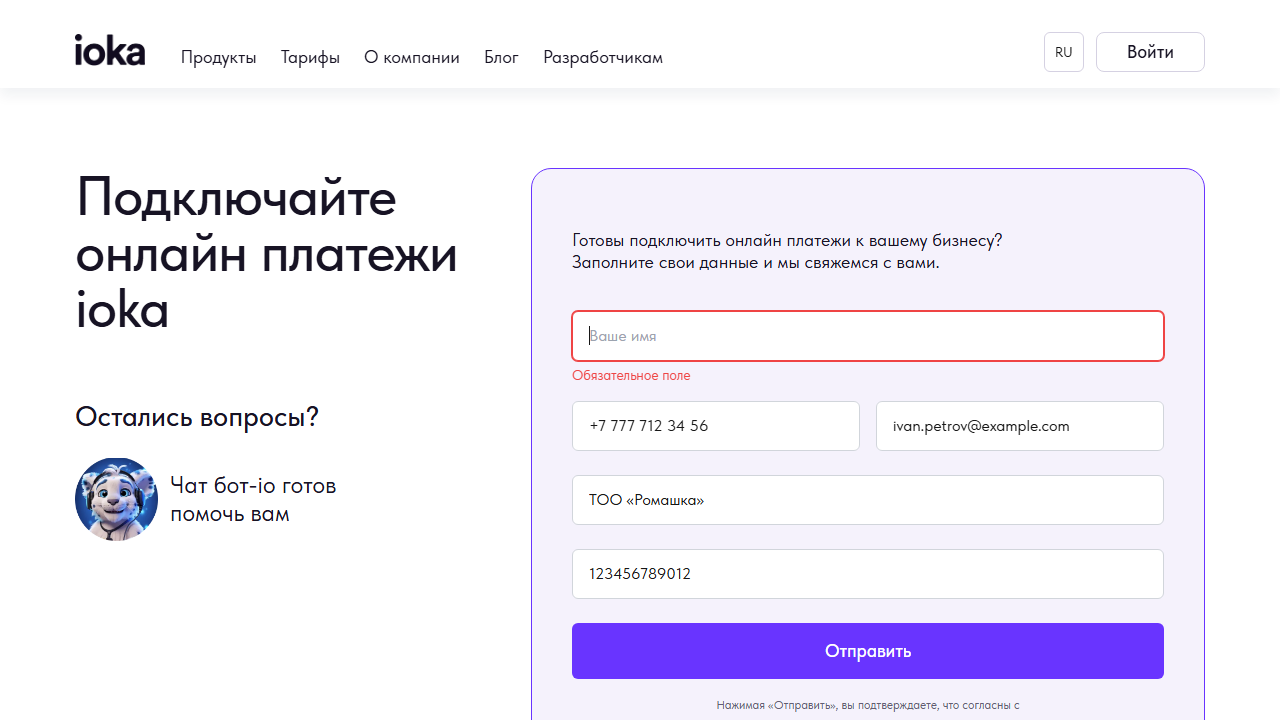 ioka
Продукты
Тарифы
О компании
Блог
Разработчикам
RU
Войти
Подключайте
онлайн платежи
ioka
Остались вопросы?
Чат бот-io готов
помочь вам
Готовы подключить онлайн платежи к вашему бизнесу?
Заполните свои данные и мы свяжемся с вами.
Ваше имя
Обязательное поле
+7 777 712 34 56
ivan.petrov@example.com
ТОО «Ромашка»
123456789012
Отправить
Нажимая «Отправить», вы подтверждаете, что согласны с